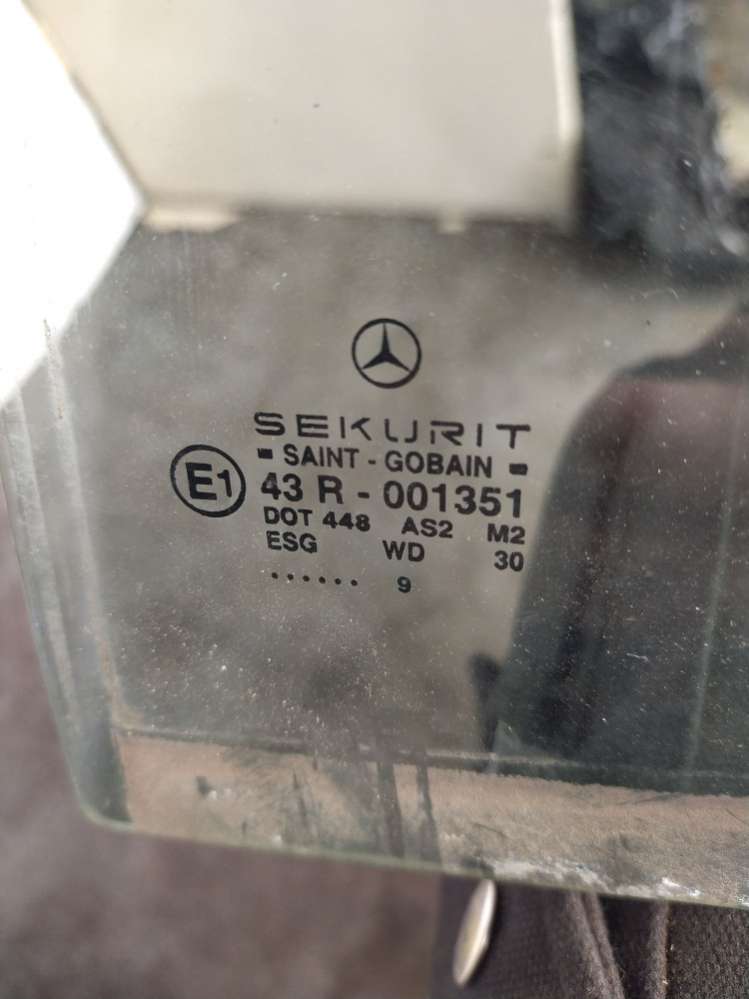 SEKURIT
- SAINT - GOBAIN -
E1
43 R - 001351
DOT 448 AS2 M2
ESG WD 30
...... 9